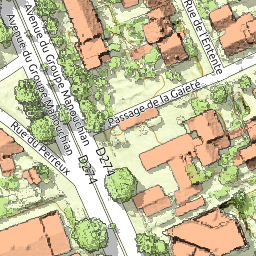 Avenue du Groupe Manouchian
Avenue du Groupe Manouchian
Rue de l'Entente
Passage de la Gaieté
Rue du Perreux
D274
D274